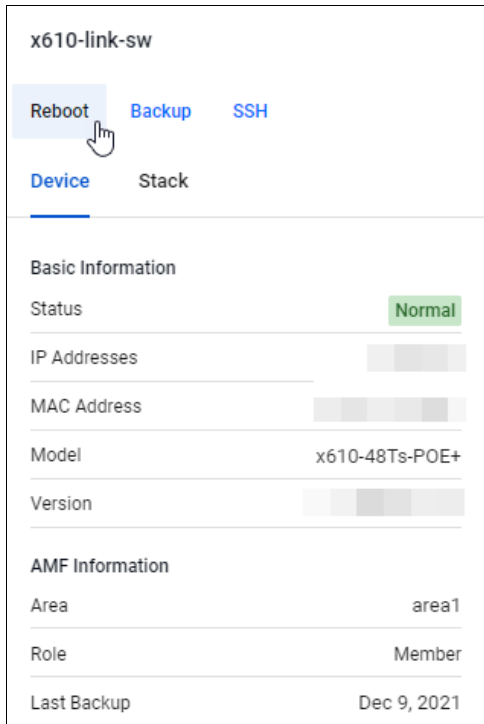 x610-link-sw
Reboot Backup SSH
Device Stack
Basic Information
Status Normal
IP Addresses
MAC Address
Model x610-48Ts-POE+
Version
AMF Information
Area area1
Role Member
Last Backup Dec 9, 2021